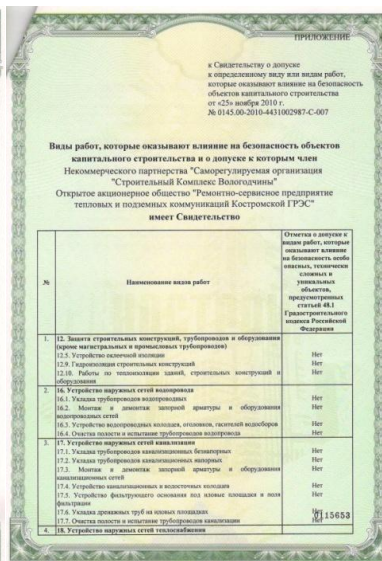 ПРИЛОЖЕНИЕ
к Свидетельству о допуске
к определенному виду или видам работ,
которые оказывают влияние на безопасность
объектов капитального строительства
от «25» ноября 2010 г.
№ 0145.00-2010-4431002987-С-007
Виды работ, которые оказывают влияние на безопасность объектов
капитального строительства и о допуске к которым член
Некоммерческого партнерства "Саморегулируемая организация
"Строительный Комплекс Вологодчины"
Открытое акционерное общество "Ремонтно-сервисное предприятие
тепловых и подземных коммуникаций Костромской ГРЭС"
имеет Свидетельство
№
Наименование видов работ
Отметка о допуске к
видам работ, которые
оказывают влияние
на безопасность особо
опасных, технически
сложных и
уникальных
объектов,
предусмотренных
статьей 48.1
Градостроительного
кодекса Российской
Федерации
1. 12. Защита строительных конструкций, трубопроводов и оборудования
(кроме магистральных и промысловых трубопроводов)
12.5. Устройство оклеечной изоляции Нет
12.9. Гидроизоляция строительных конструкций Нет
12.10. Работы по теплоизоляции зданий, строительных конструкций и Нет
оборудования
2. 16. Устройство наружных сетей водопровода
16.1. Укладка трубопроводов водопроводных Нет
16.2. Монтаж и демонтаж запорной арматуры и оборудования Нет
водопроводных сетей
16.3. Устройство водопроводных колодцев, оголовков, гасителей водосборов Нет
16.4. Очистка полости и испытание трубопроводов водопровода Нет
3. 17. Устройство наружных сетей канализации
17.1. Укладка трубопроводов канализационных безнапорных Нет
17.2. Укладка трубопроводов канализационных напорных Нет
17.3. Монтаж и демонтаж запорной арматуры и оборудования Нет
канализационных сетей
17.4. Устройство канализационных и водосточных колодцев Нет
17.5. Устройство фильтрующего основания под иловые площадки и поля Нет
фильтрации
17.6. Укладка дренажных труб на иловых площадках Нет
17.7. Очистка полости и испытание трубопроводов канализации Нет
0115653
4. 18. Устройство наружных сетей теплоснабжения